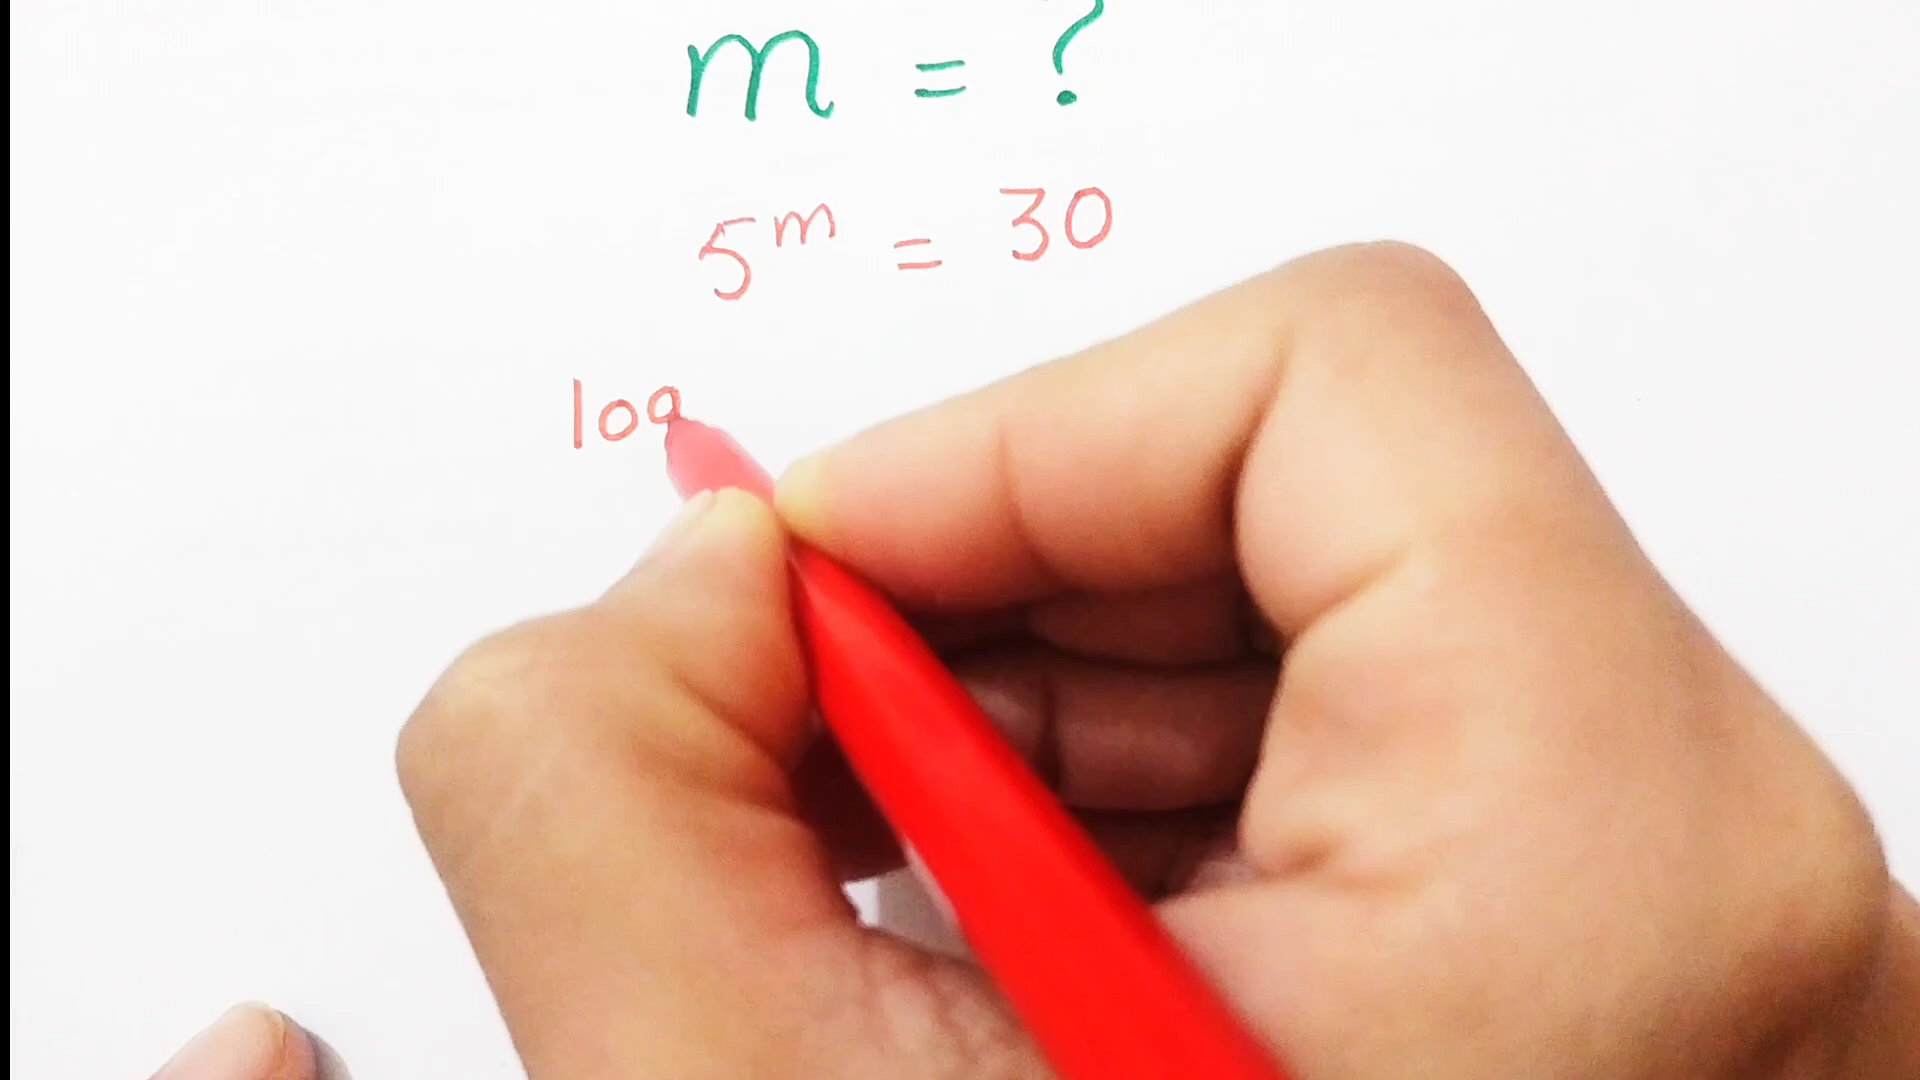 m = ?
5^m = 30
log